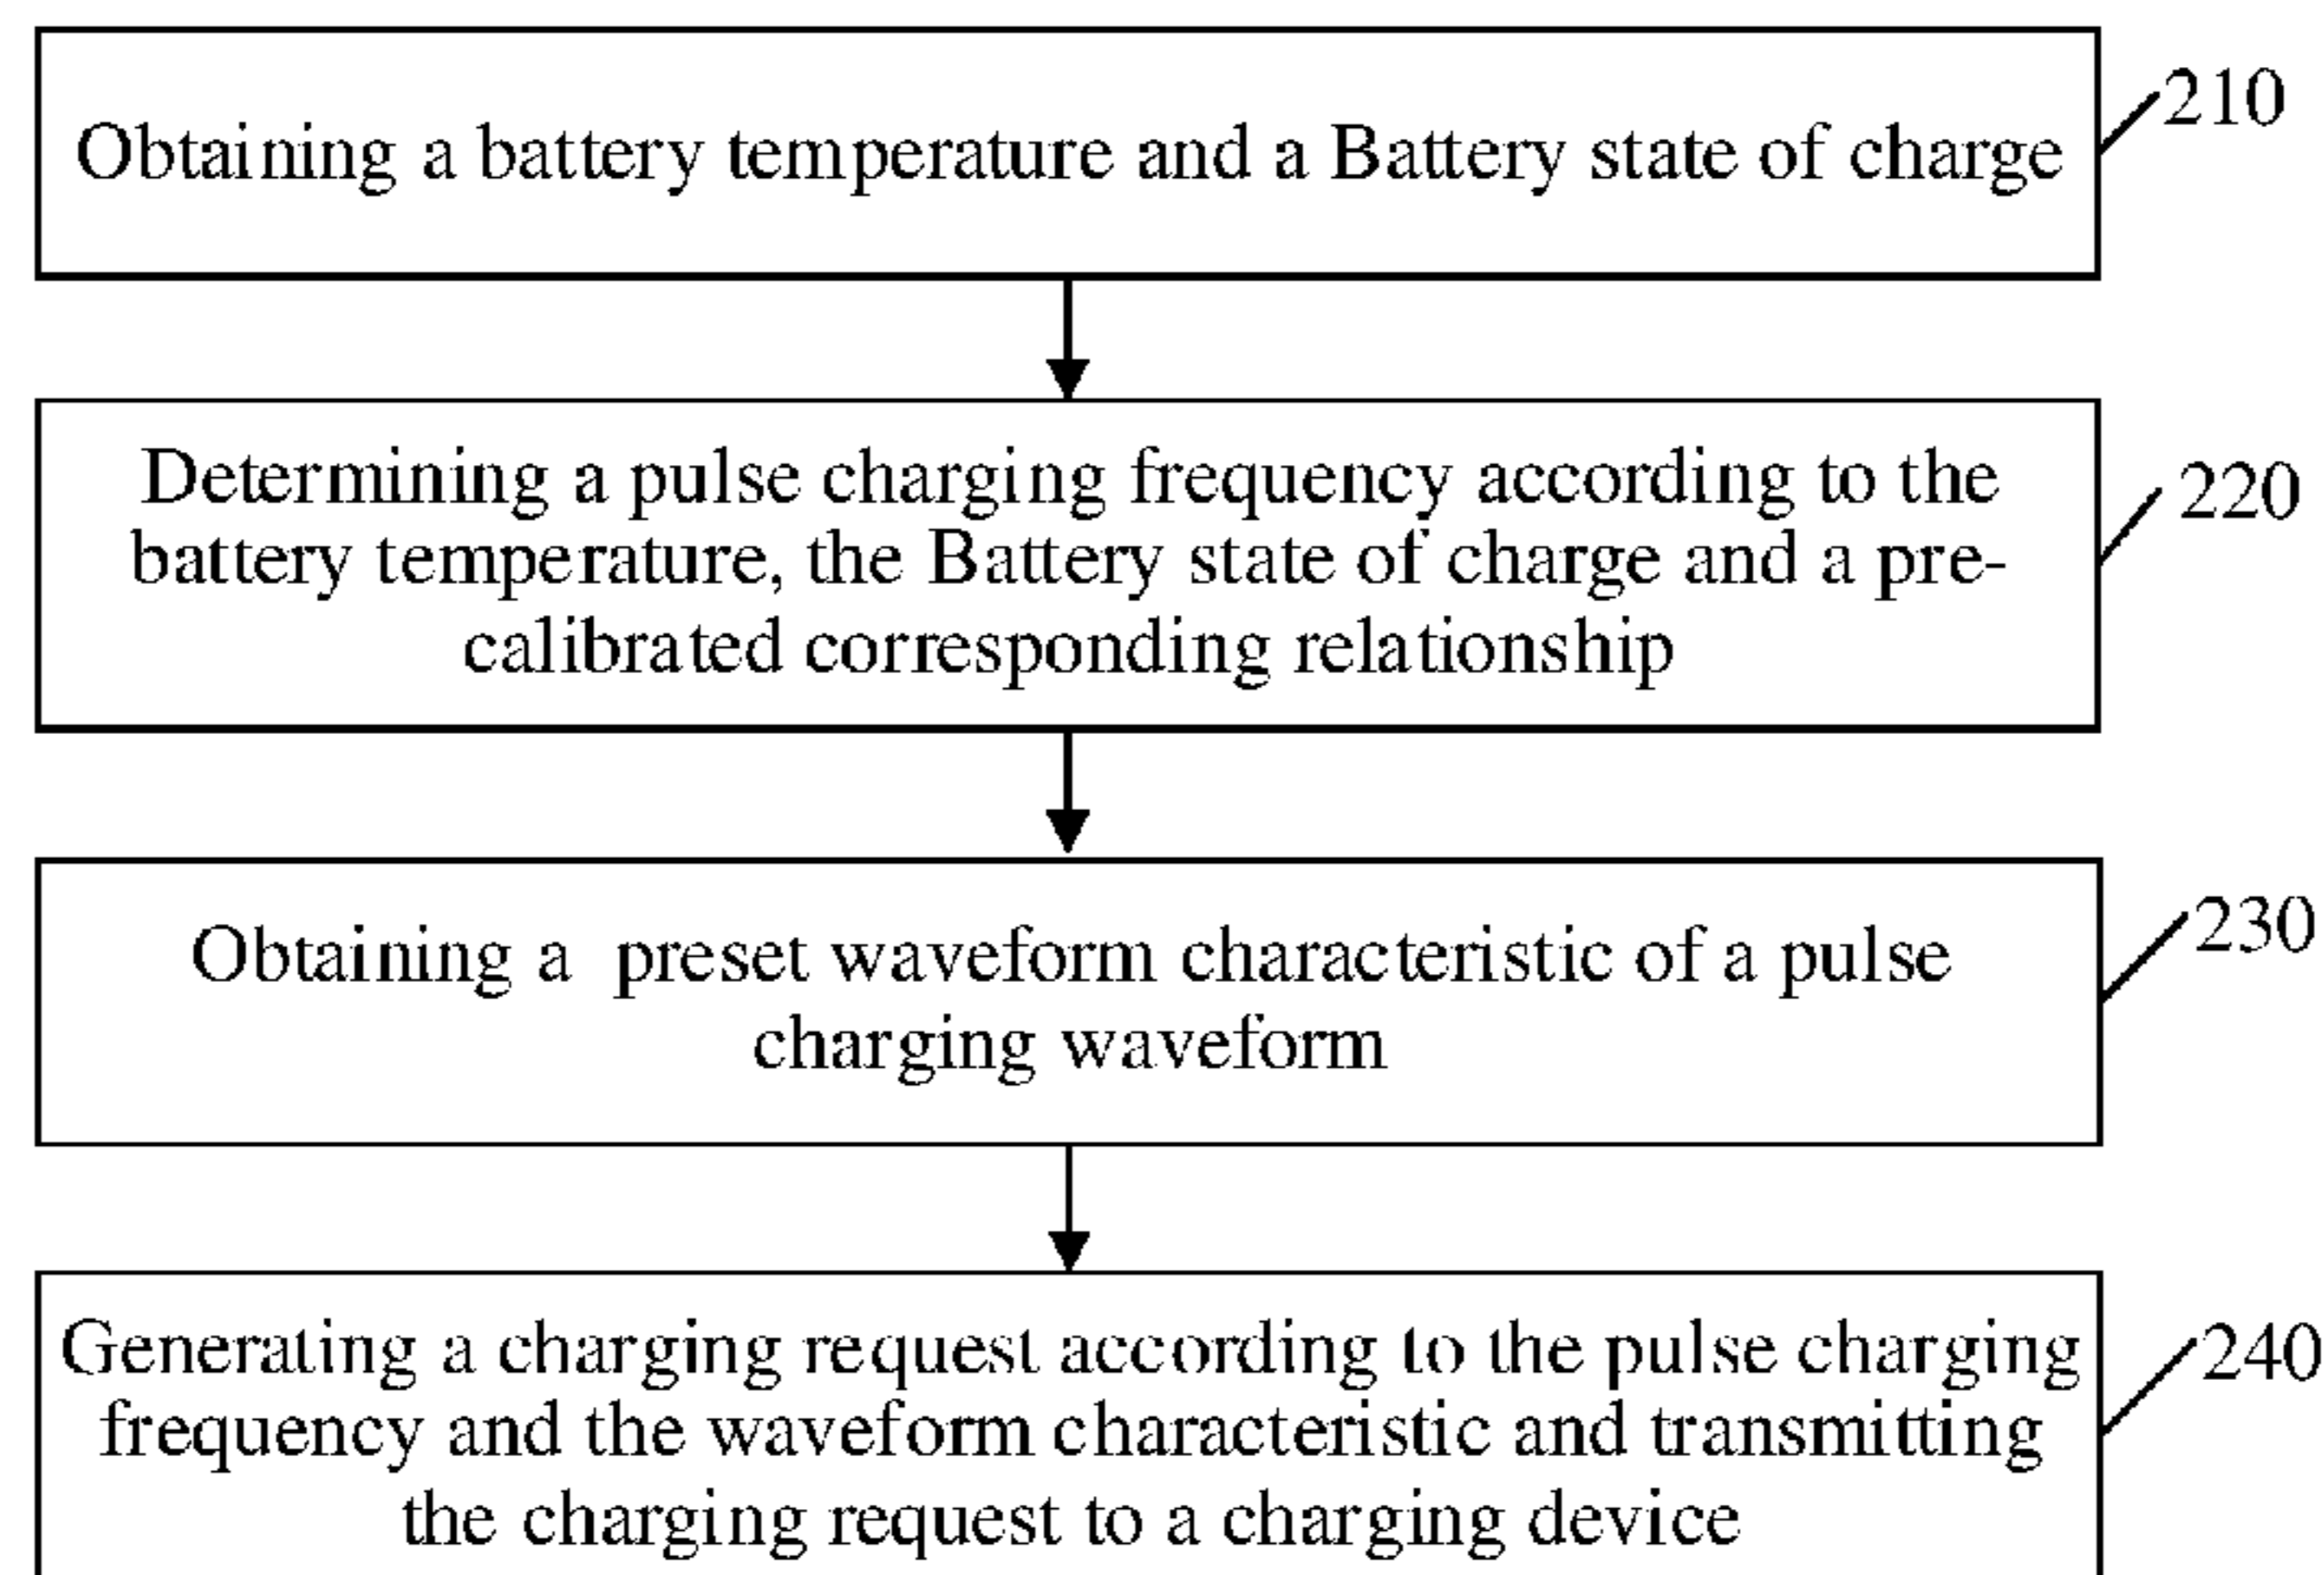 Obtaining a battery temperature and a Battery state of charge
210
Determining a pulse charging frequency according to the
battery temperature, the Battery state of charge and a pre-
calibrated corresponding relationship
220
Obtaining a preset waveform characteristic of a pulse
charging waveform
230
Generating a charging request according to the pulse charging
frequency and the waveform characteristic and transmitting
the charging request to a charging device
240